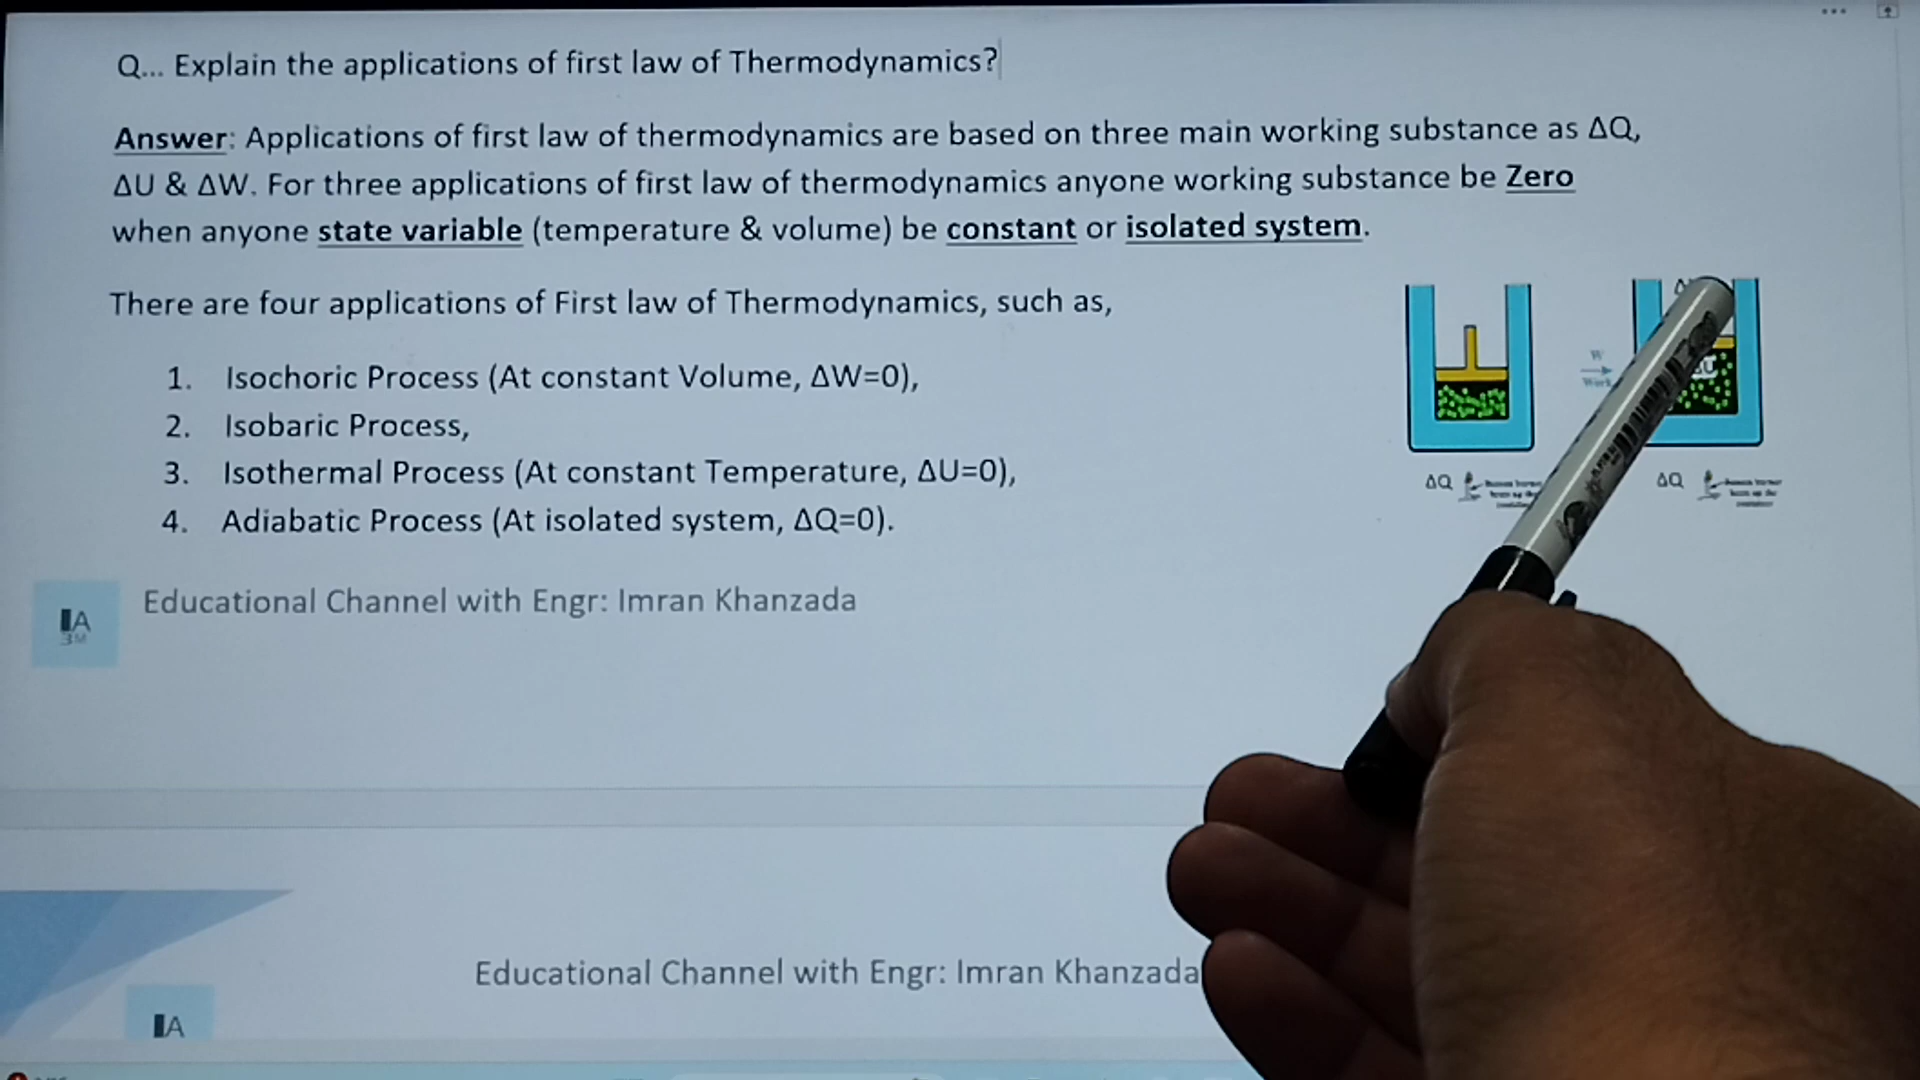 Q... Explain the applications of first law of Thermodynamics?
Answer: Applications of first law of thermodynamics are based on three main working substance as ΔQ,
ΔU & ΔW. For three applications of first law of thermodynamics anyone working substance be Zero
when anyone state variable (temperature & volume) be constant or isolated system.
There are four applications of First law of Thermodynamics, such as,
1. Isochoric Process (At constant Volume, ΔW=0),
2. Isobaric Process,
3. Isothermal Process (At constant Temperature, ΔU=0),
4. Adiabatic Process (At isolated system, ΔQ=0).
W
Work
ΔQ
ΔQ
IA
3M
Educational Channel with Engr: Imran Khanzada
Educational Channel with Engr: Imran Khanzada
IA